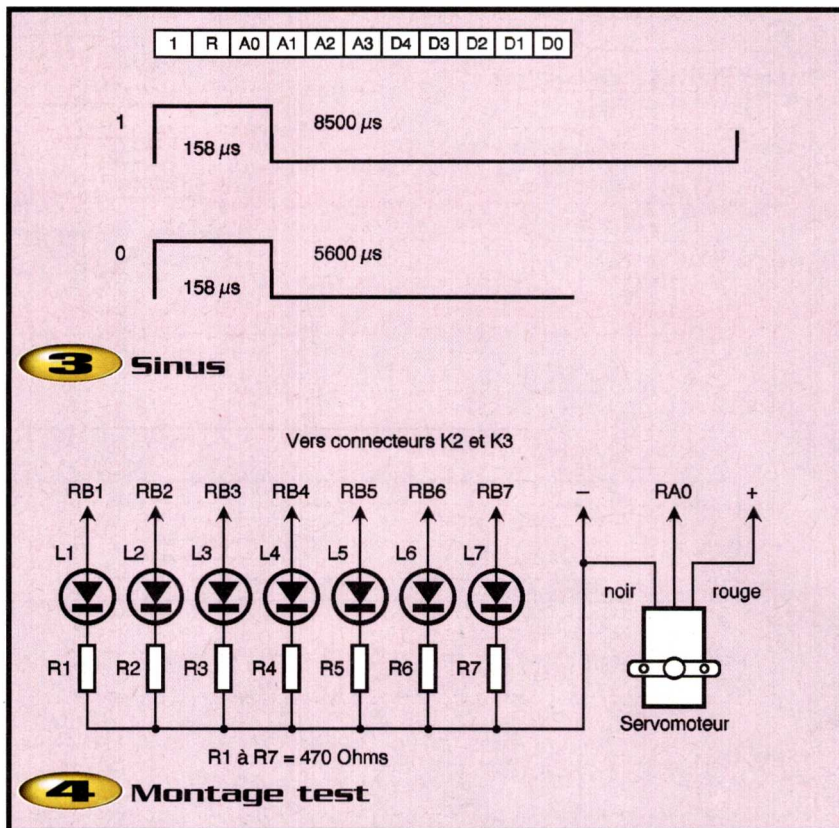 1 R A0 A1 A2 A3 D4 D3 D2 D1 D0
1 8500 µs
158 µs
0 5600 µs
158 µs
3 Sinus
Vers connecteurs K2 et K3
RB1 RB2 RB3 RB4 RB5 RB6 RB7 – RA0 +
L1 L2 L3 L4 L5 L6 L7
noir rouge
R1 R2 R3 R4 R5 R6 R7
Servomoteur
R1 à R7 = 470 Ohms
4 Montage test